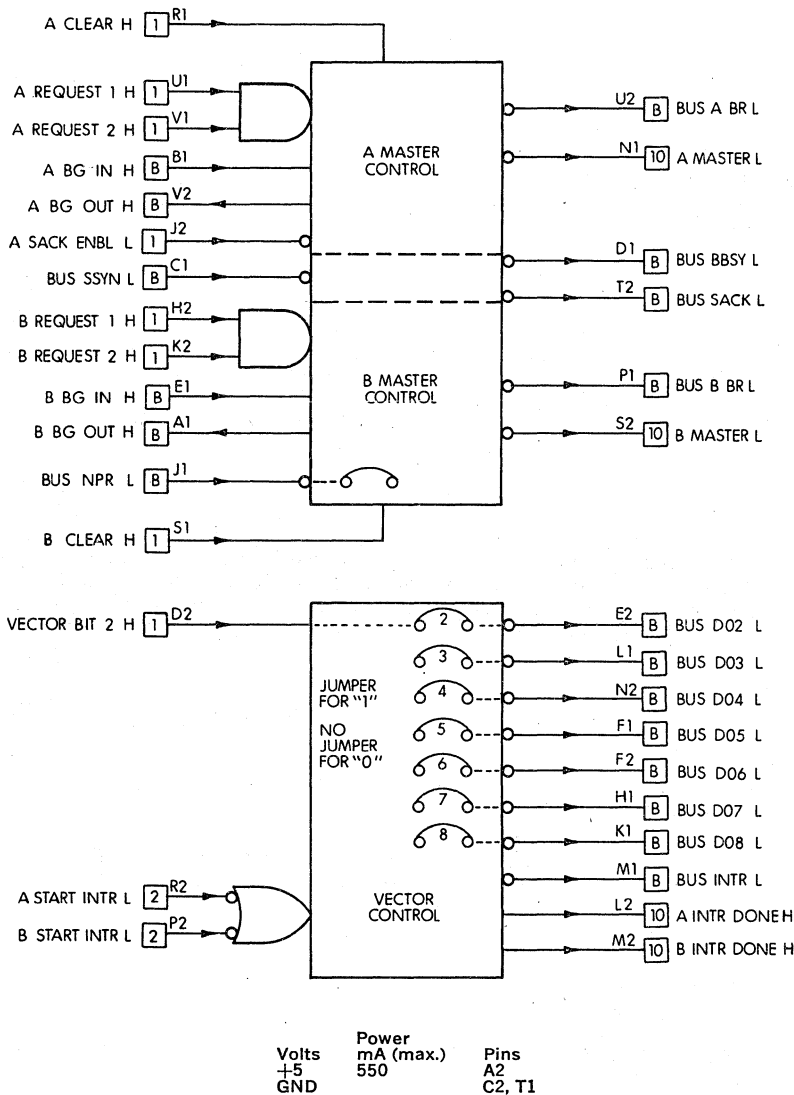 A CLEAR H 1 R1
A REQUEST 1 H 1 U1
A REQUEST 2 H 1 V1
A BG IN H B B1
A BG OUT H B V2
A SACK ENBL L 1 J2
BUS SSYN L B C1
B REQUEST 1 H 1 H2
B REQUEST 2 H 1 K2
B BG IN H B E1
B BG OUT H B A1
BUS NPR L B J1
B CLEAR H 1 S1
A MASTER
CONTROL
B MASTER
CONTROL
U2 B BUS A BR L
N1 10 A MASTER L
D1 B BUS BBSY L
T2 B BUS SACK L
P1 B BUS B BR L
S2 10 B MASTER L
VECTOR BIT 2 H 1 D2
A START INTR L 2 R2
B START INTR L 2 P2
JUMPER
FOR "1"
NO
JUMPER
FOR "0"
VECTOR
CONTROL
2 E2 B BUS D02 L
3 L1 B BUS D03 L
4 N2 B BUS D04 L
5 F1 B BUS D05 L
6 F2 B BUS D06 L
7 H1 B BUS D07 L
8 K1 B BUS D08 L
M1 B BUS INTR L
L2 10 A INTR DONE H
M2 10 B INTR DONE H
Power
Volts mA (max.) Pins
+5 550 A2
GND C2, T1